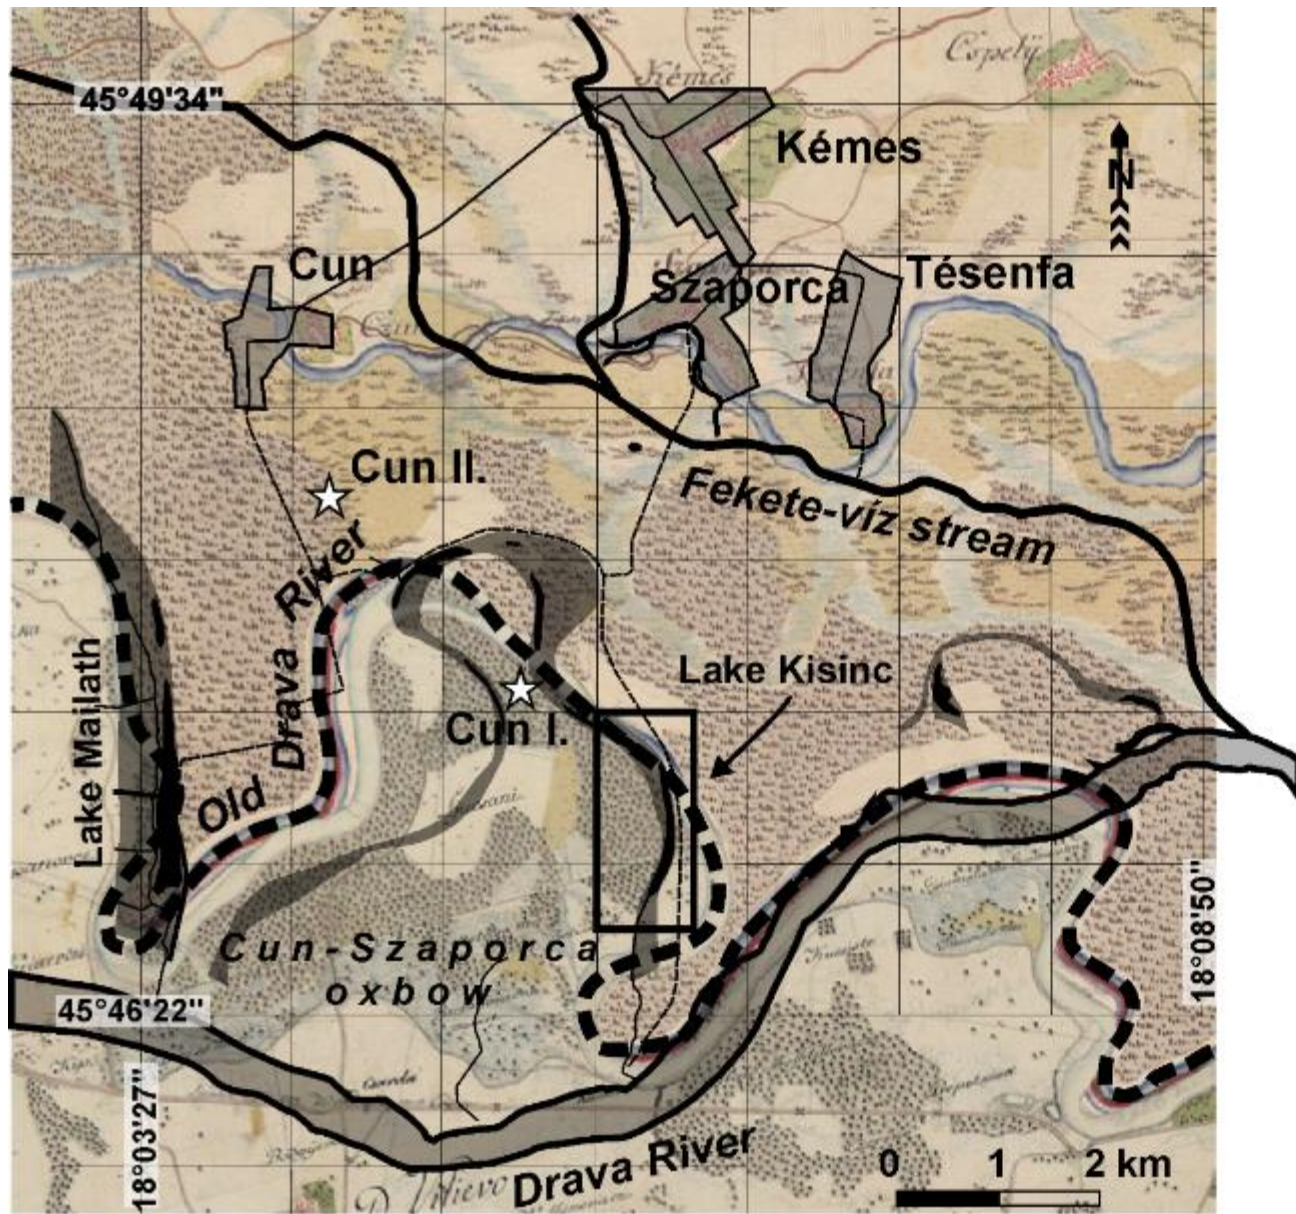 Cspelÿ
Kémes
45°49'34"
Kémes
N
Cun
Szaporca
Tésenfa
Cun II.
Fekete-víz stream
River
Drava
Old
Lake Kisinc
Lake Mailath
Cun I.
18°08'50"
Cun-Szaporca
oxbow
45°46'22"
18°03'27"
Drava River
0 1 2 km